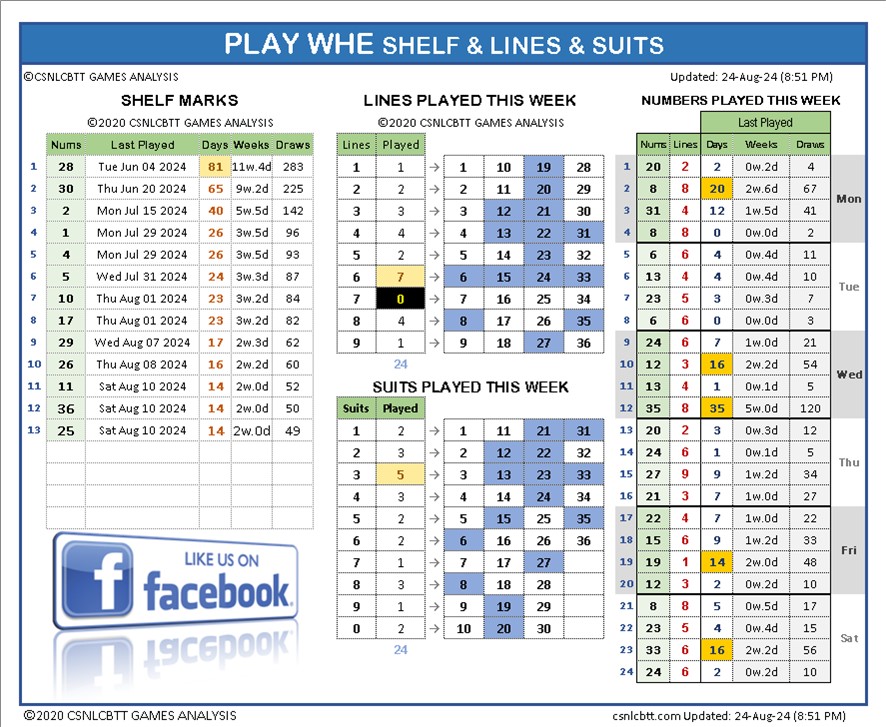 PLAY WHE SHELF & LINES & SUITS
©CSNLCBTT GAMES ANALYSIS Updated: 24-Aug-24 (8:51 PM)
SHELF MARKS
©2020 CSNLCBTT GAMES ANALYSIS
Nums Last Played Days Weeks Draws
1 28 Tue Jun 04 2024 81 11w.4d 283
2 30 Thu Jun 20 2024 65 9w.2d 225
3 2 Mon Jul 15 2024 40 5w.5d 142
4 1 Mon Jul 29 2024 26 3w.5d 96
5 4 Mon Jul 29 2024 26 3w.5d 93
6 5 Wed Jul 31 2024 24 3w.3d 87
7 10 Thu Aug 01 2024 23 3w.2d 84
8 17 Thu Aug 01 2024 23 3w.2d 82
9 29 Wed Aug 07 2024 17 2w.3d 62
10 26 Thu Aug 08 2024 16 2w.2d 60
11 11 Sat Aug 10 2024 14 2w.0d 52
12 36 Sat Aug 10 2024 14 2w.0d 50
13 25 Sat Aug 10 2024 14 2w.0d 49
LIKE US ON
f facebook.
LINES PLAYED THIS WEEK
©2020 CSNLCBTT GAMES ANALYSIS
Lines Played
1 1 → 1 10 19 28
2 2 → 2 11 20 29
3 3 → 3 12 21 30
4 4 → 4 13 22 31
5 2 → 5 14 23 32
6 7 → 6 15 24 33
7 0 → 7 16 25 34
8 4 → 8 17 26 35
9 1 → 9 18 27 36
24
SUITS PLAYED THIS WEEK
Suits Played
1 2 → 1 11 21 31
2 3 → 2 12 22 32
3 5 → 3 13 23 33
4 3 → 4 14 24 34
5 2 → 5 15 25 35
6 2 → 6 16 26 36
7 1 → 7 17 27
8 3 → 8 18 28
9 1 → 9 19 29
0 2 → 10 20 30
24
NUMBERS PLAYED THIS WEEK
Last Played
Nums Lines Days Weeks Draws
1 20 2 2 0w.2d 4
2 8 8 20 2w.6d 67
3 31 4 12 1w.5d 41
4 8 8 0 0w.0d 2
Mon
5 6 6 4 0w.4d 11
6 13 4 4 0w.4d 10
7 23 5 3 0w.3d 7
8 6 6 0 0w.0d 3
Tue
9 24 6 7 1w.0d 21
10 12 3 16 2w.2d 54
11 13 4 1 0w.1d 5
12 35 8 35 5w.0d 120
Wed
13 20 2 3 0w.3d 12
14 24 6 1 0w.1d 5
15 27 9 9 1w.2d 34
16 21 3 7 1w.0d 27
Thu
17 22 4 7 1w.0d 22
18 15 6 9 1w.2d 33
19 19 1 14 2w.0d 48
20 12 3 2 0w.2d 10
Fri
21 8 8 5 0w.5d 17
22 23 5 4 0w.4d 15
23 33 6 16 2w.2d 56
24 24 6 2 0w.2d 10
Sat
©2020 CSNLCBTT GAMES ANALYSIS csnlcbtt.com Updated: 24-Aug-24 (8:51 PM)